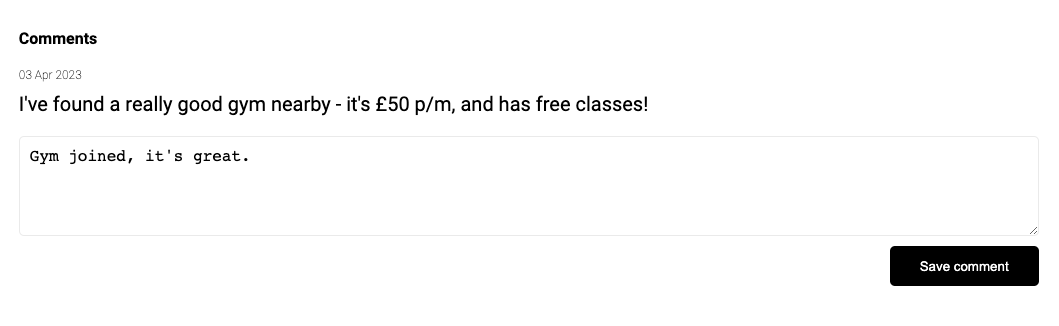 Comments
03 Apr 2023
I've found a really good gym nearby - it's £50 p/m, and has free classes!
Gym joined, it's great.
Save comment